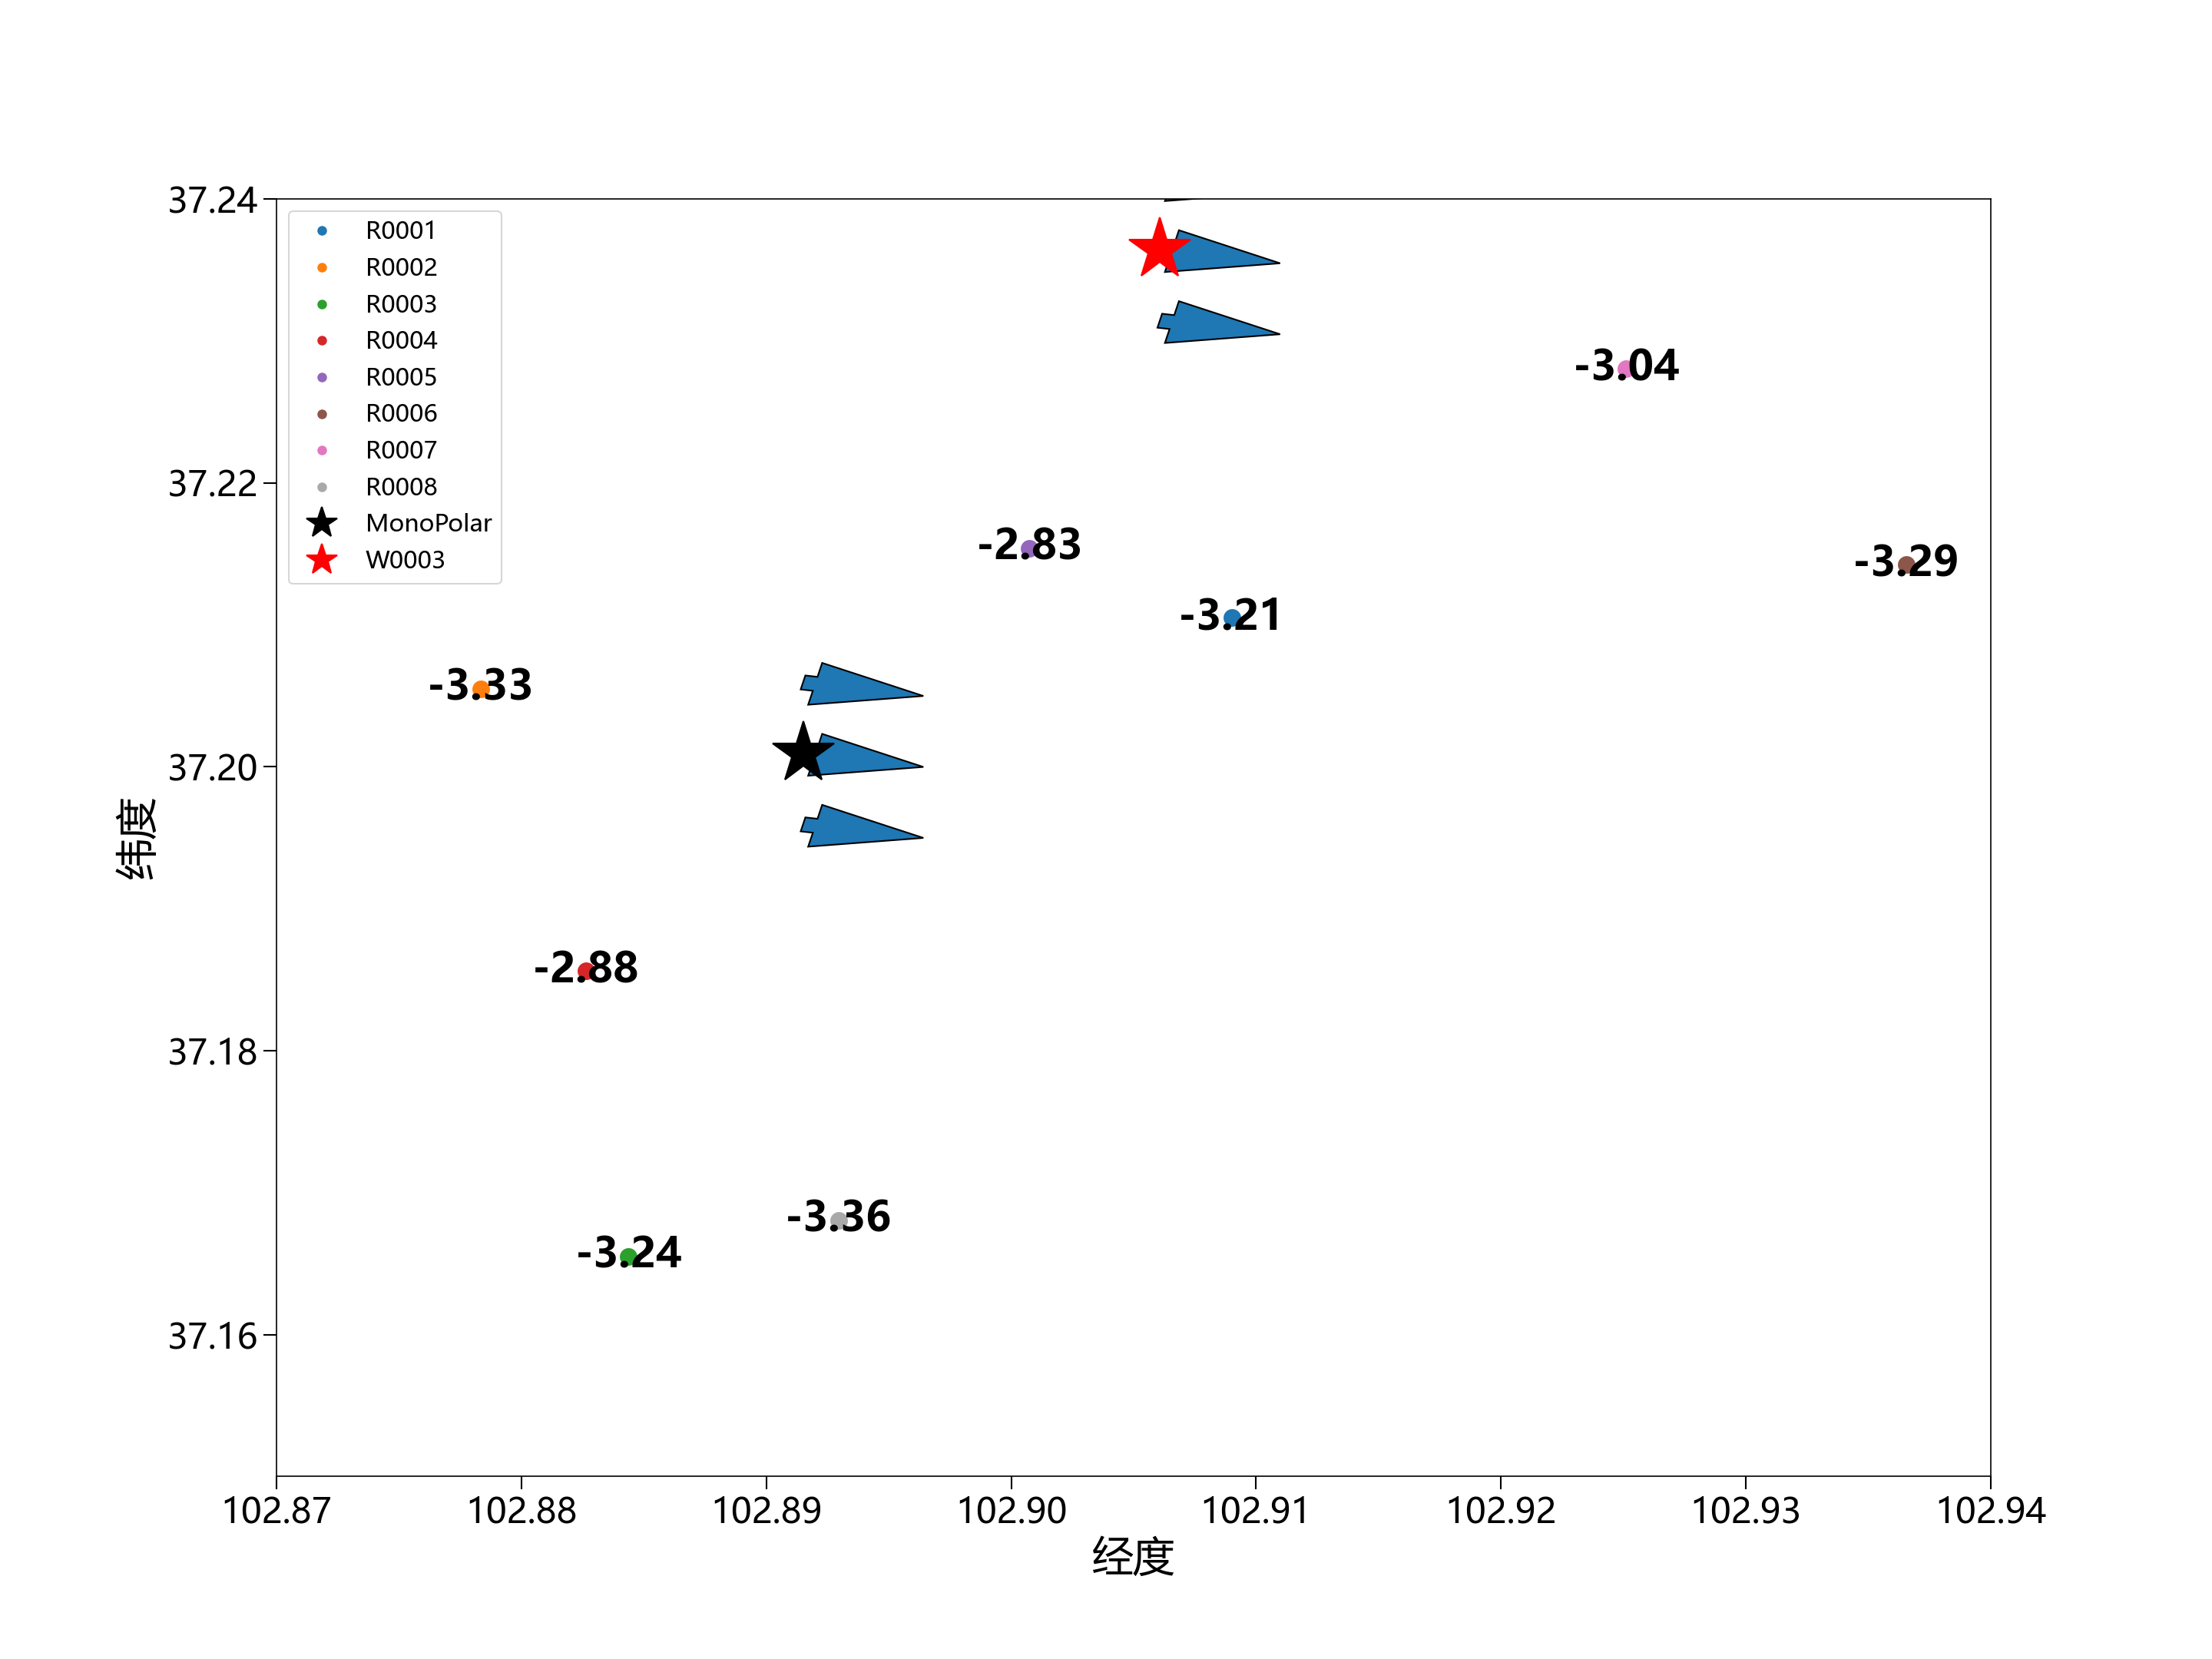 37.24
37.22
37.20
37.18
37.16
纬度
R0001
R0002
R0003
R0004
R0005
R0006
R0007
R0008
MonoPolar
W0003
-3.04
-2.83
-3.29
-3.21
-3.33
-2.88
-3.36
-3.24
102.87 102.88 102.89 102.90 102.91 102.92 102.93 102.94
经度